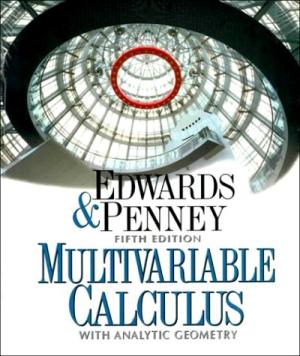 EDWARDS
& PENNEY
FIFTH EDITION
MULTIVARIABLE
CALCULUS
WITH ANALYTIC GEOMETRY